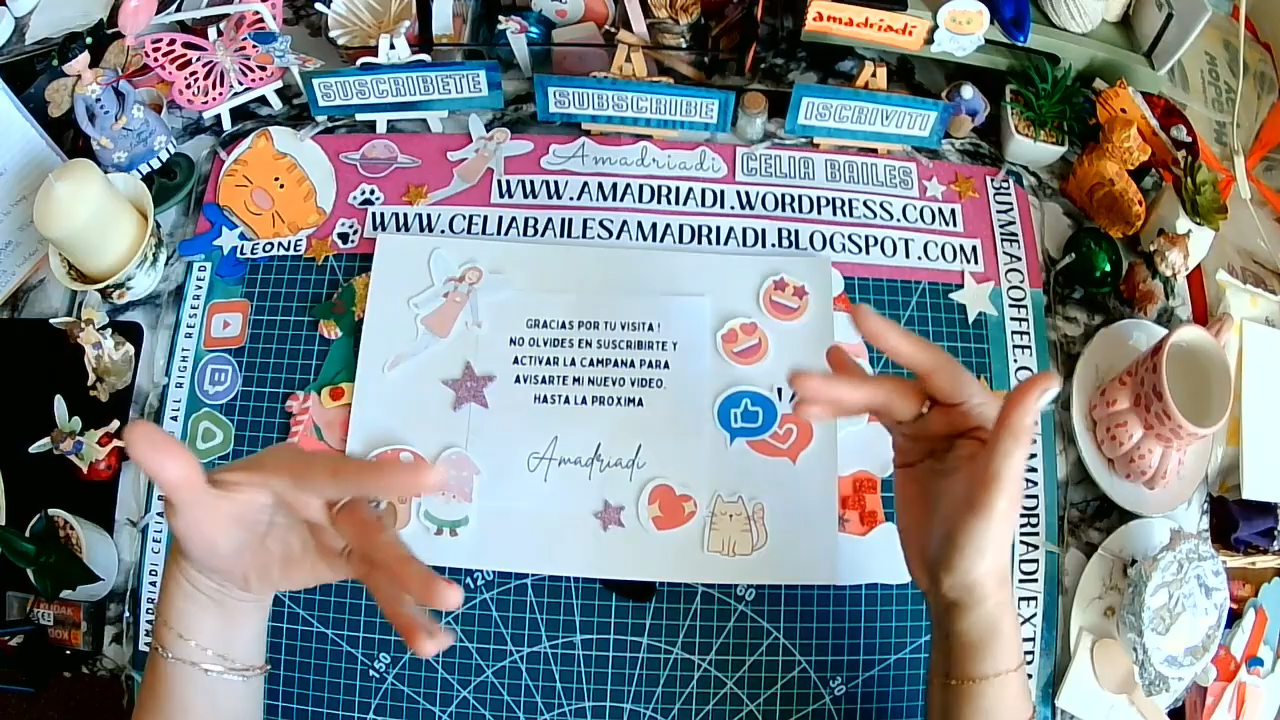 amadriadi
SUSCRIBETE
SUBSCRIBE
ISCRIVITI
Amadriadi
CELIA BAILES
WWW.AMADRIADI.WORDPRESS.COM
WWW.CELIABAILESAMADRIADI.BLOGSPOT.COM
LEONE
GRACIAS POR TU VISITA !
NO OLVIDES EN SUSCRIBIRTE Y
ACTIVAR LA CAMPANA PARA
AVISARTE MI NUEVO VIDEO.
HASTA LA PROXIMA
Amadriadi
ALL RIGHT RESERVED
AMADRIADI CELIA
BUYMEACOFFEE.C
/AMADRIADI/EXTRA
120
150
60
30